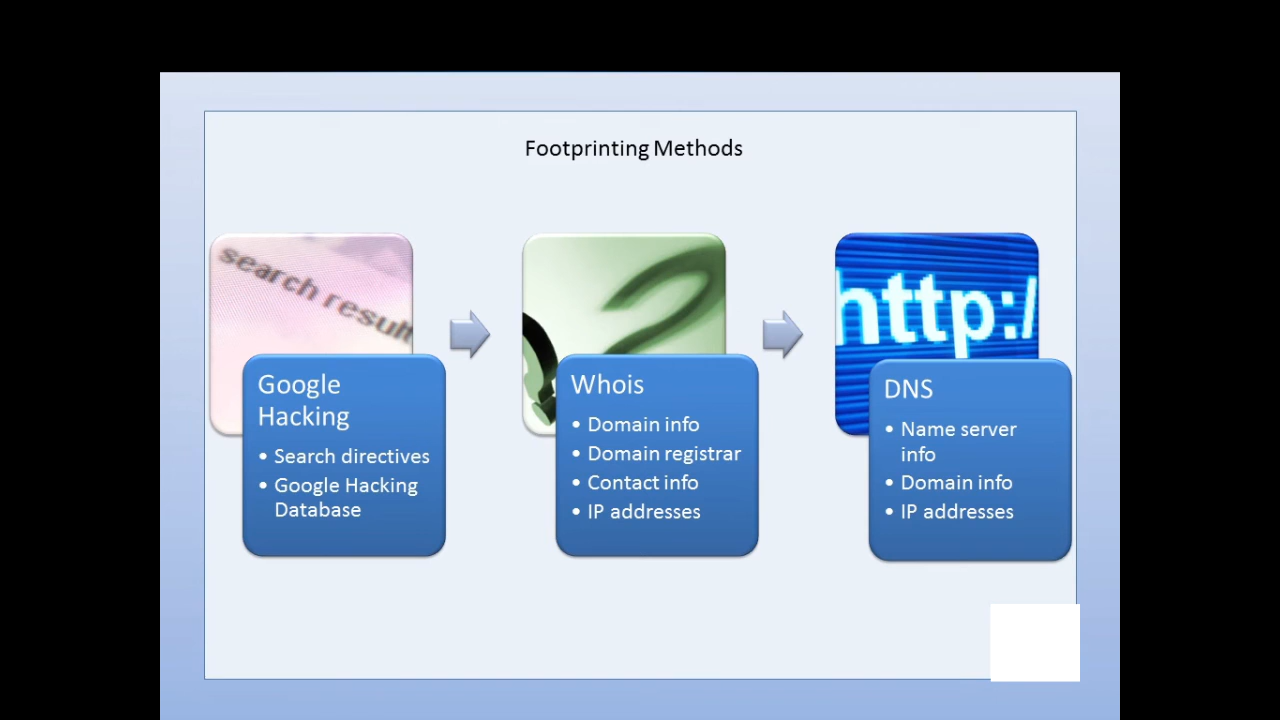 Footprinting Methods
search result
Google
Hacking
• Search directives
• Google Hacking
Database
Whois
• Domain info
• Domain registrar
• Contact info
• IP addresses
http:/
DNS
• Name server
info
• Domain info
• IP addresses